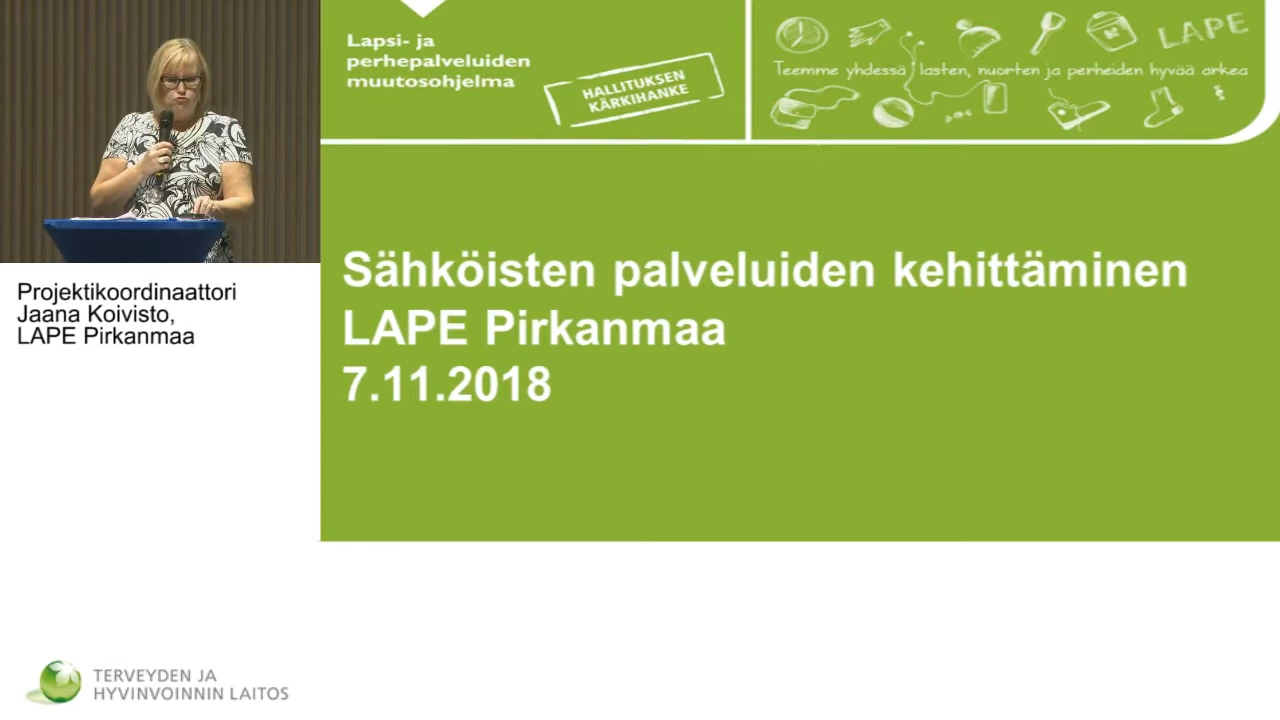 Lapsi- ja
perhepalveluiden
muutosohjelma
HALLITUKSEN
KÄRKIHANKE
LAPE
Teemme yhdessä lasten, nuorten ja perheiden hyvää arkea
Sähköisten palveluiden kehittäminen
LAPE Pirkanmaa
7.11.2018
Projektikoordinaattori
Jaana Koivisto,
LAPE Pirkanmaa
TERVEYDEN JA
HYVINVOINNIN LAITOS